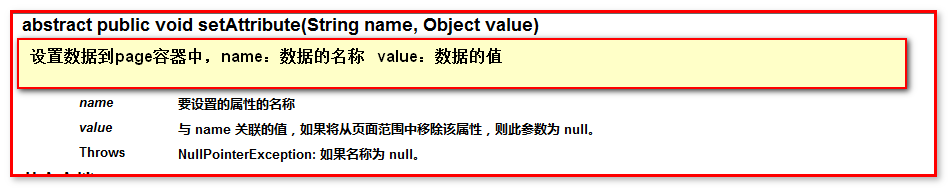 abstract public void setAttribute(String name, Object value)
设置数据到page容器中，name：数据的名称 value：数据的值
name 要设置的属性的名称
value 与 name 关联的值，如果将从页面范围中移除该属性，则此参数为 null。
Throws NullPointerException: 如果名称为 null。